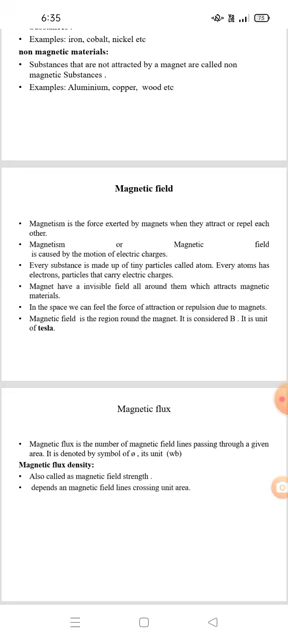 6:35
75
• Examples: iron, cobalt, nickel etc
non magnetic materials:
• Substances that are not attracted by a magnet are called non
magnetic Substances .
• Examples: Aluminium, copper, wood etc
Magnetic field
• Magnetism is the force exerted by magnets when they attract or repel each
other.
• Magnetism or Magnetic field
is caused by the motion of electric charges.
• Every substance is made up of tiny particles called atom. Every atoms has
electrons, particles that carry electric charges.
• Magnet have a invisible field all around them which attracts magnetic
materials.
• In the space we can feel the force of attraction or repulsion due to magnets.
• Magnetic field is the region round the magnet. It is considered B . It is unit
of tesla.
Magnetic flux
• Magnetic flux is the number of magnetic field lines passing through a given
area. It is denoted by symbol of ø , its unit (wb)
Magnetic flux density:
• Also called as magnetic field strength .
• depends an magnetic field lines crossing unit area.